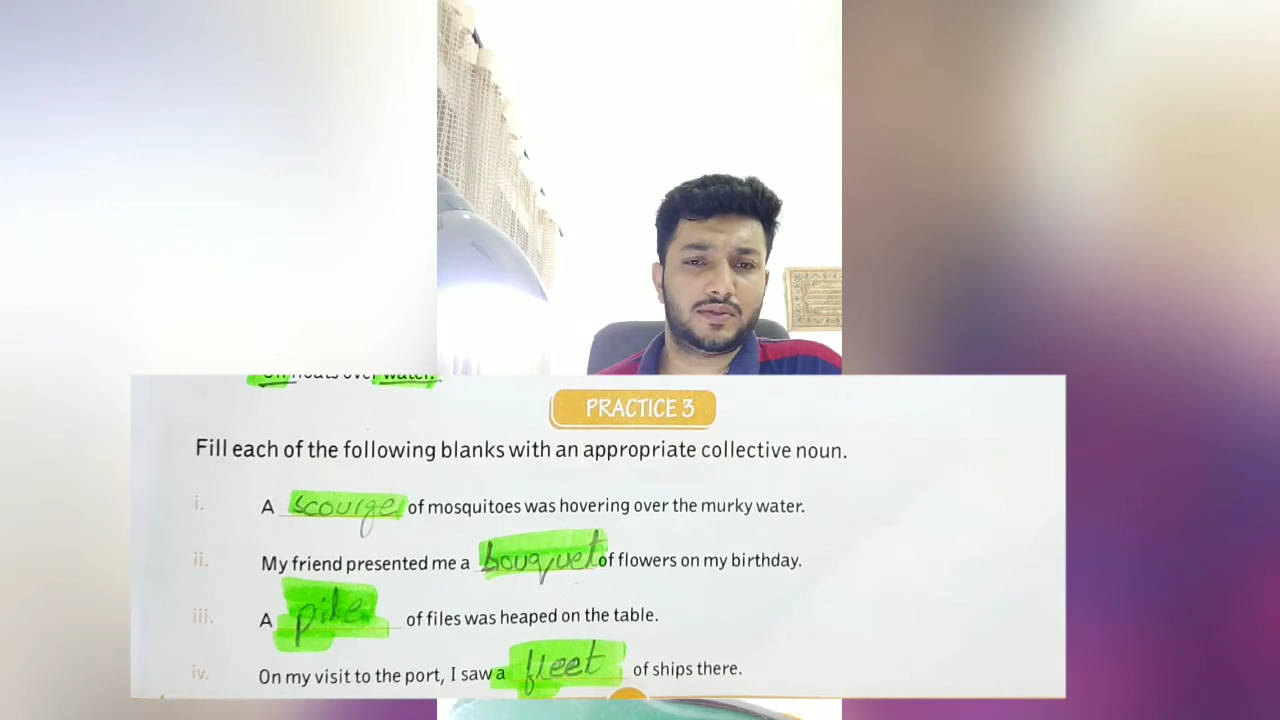 water.
PRACTICE 3
Fill each of the following blanks with an appropriate collective noun.
i. A scourge of mosquitoes was hovering over the murky water.
ii. My friend presented me a bouquet of flowers on my birthday.
iii. A pile of files was heaped on the table.
iv. On my visit to the port, I saw a fleet of ships there.